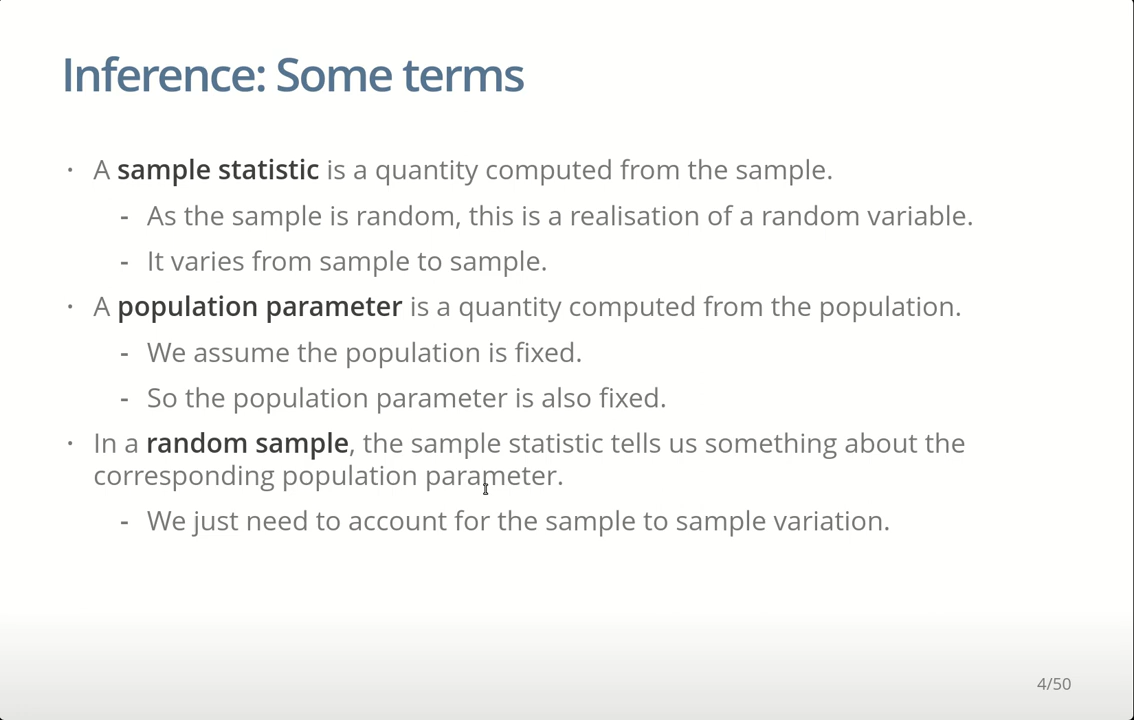 Inference: Some terms
· A sample statistic is a quantity computed from the sample.
- As the sample is random, this is a realisation of a random variable.
- It varies from sample to sample.
· A population parameter is a quantity computed from the population.
- We assume the population is fixed.
- So the population parameter is also fixed.
· In a random sample, the sample statistic tells us something about the
corresponding population parameter.
- We just need to account for the sample to sample variation.
4/50